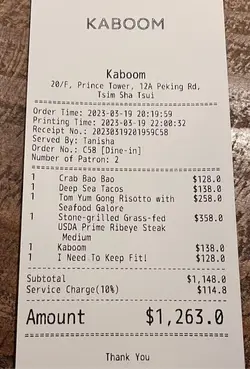 KABOOM
Kaboom
20/F, Prince Tower, 12A Peking Rd,
Tsim Sha Tsui
Order Time: 2023-03-19 20:19:59
Printing Time: 2023-03-19 22:00:32
Receipt No.: 20230319201959C58
Served By: Tanisha
Order No.: C58 [Dine-in]
Number of Patron: 2
1 Crab Bao Bao $128.0
1 Deep Sea Tacos $138.0
1 Tom Yum Gong Risotto with $258.0
Seafood Galore
1 Stone-grilled Grass-fed $358.0
USDA Prime Ribeye Steak
Medium
1 Kaboom $138.0
1 I Need To Keep Fit! $128.0
Subtotal $1,148.0
Service Charge(10%) $114.8
Amount $1,263.0
Thank You